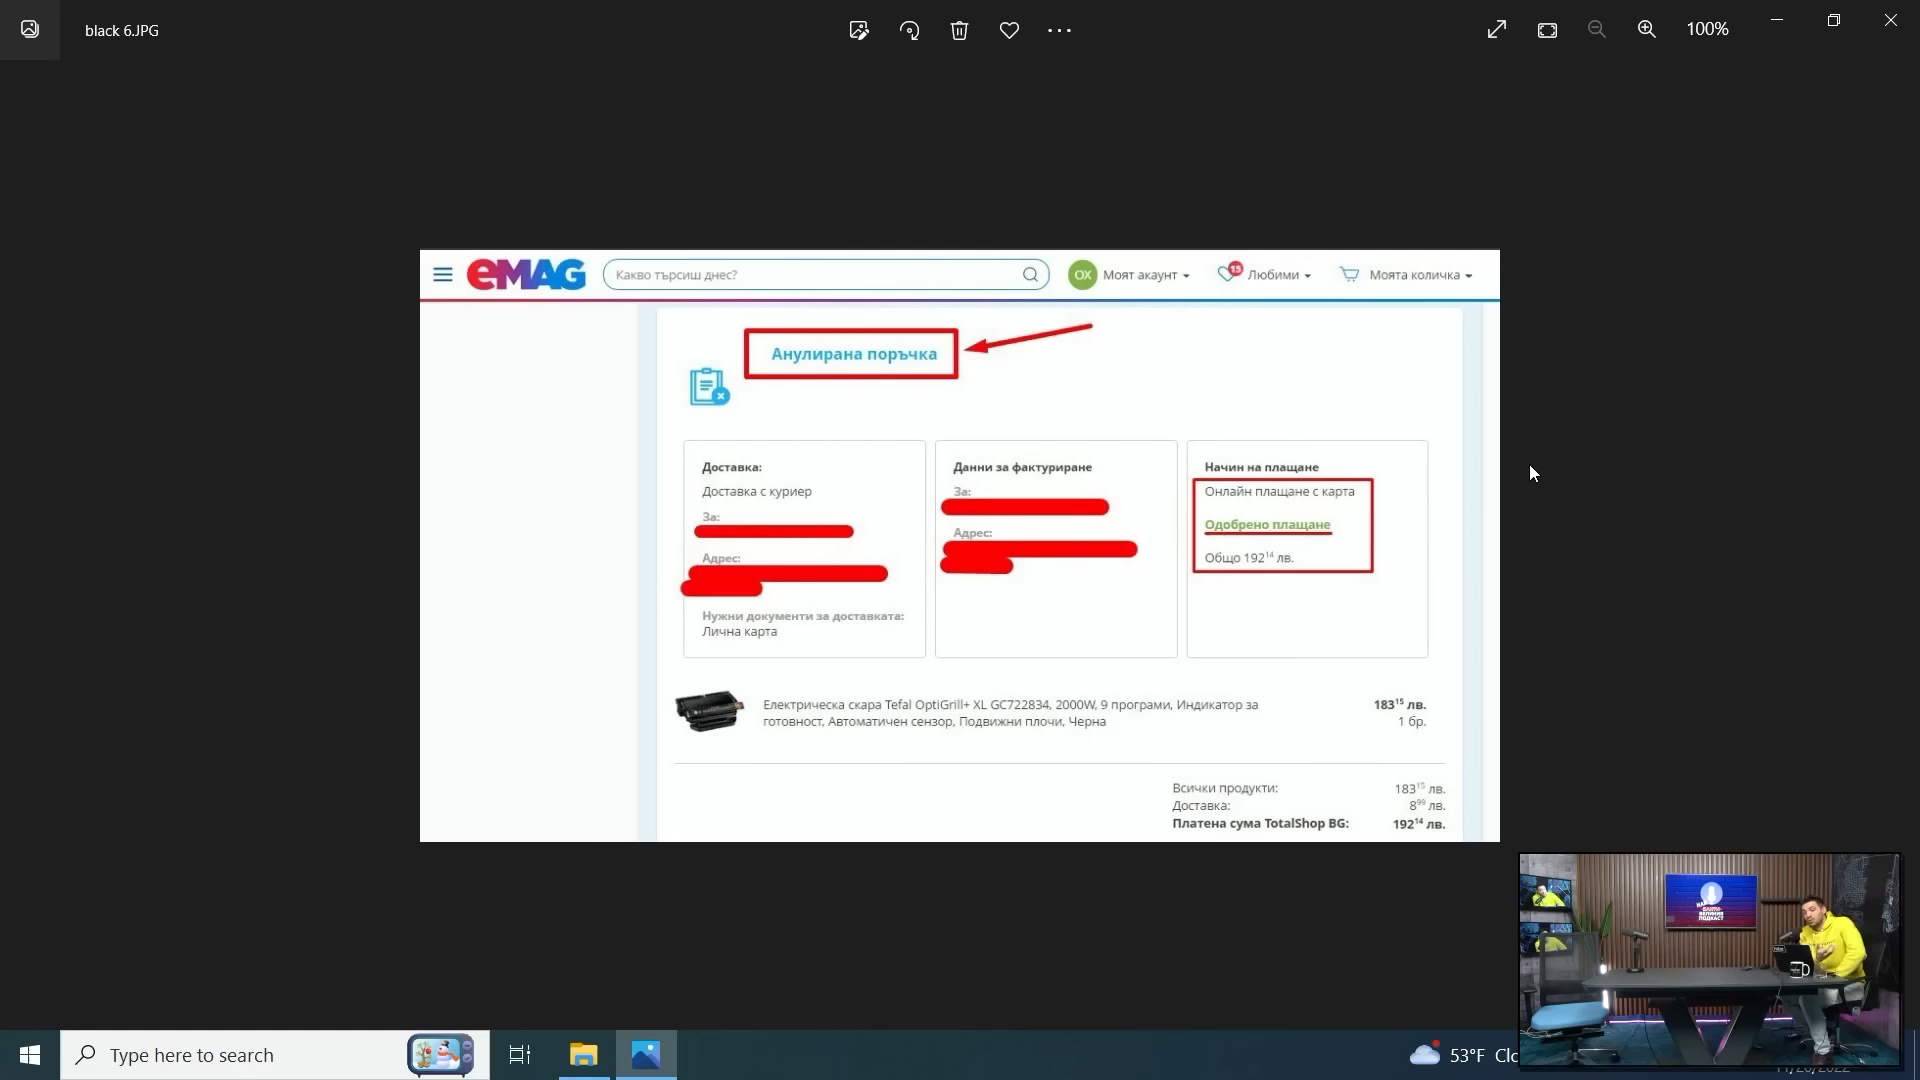 black 6.JPG
100%
eMAG
Какво търсиш днес?
OX Моят акаунт
15 Любими
Моята количка
Анулирана поръчка
Доставка:
Доставка с куриер
За:
Адрес:
Нужни документи за доставката:
Лична карта
Данни за фактуриране
За:
Адрес:
Начин на плащане
Онлайн плащане с карта
Одобрено плащане
Общо 192¹⁴ лв.
Електрическа скара Tefal OptiGrill+ XL GC722834, 2000W, 9 програми, Индикатор за
готовност, Автоматичен сензор, Подвижни плочи, Черна
183¹⁵ лв.
1 бр.
Всички продукти: 183¹⁵ лв.
Доставка: 8⁹⁹ лв.
Платена сума TotalShop BG: 192¹⁴ лв.
ВЕЛИКИЯ
ПОДКАСТ
Type here to search
53°F